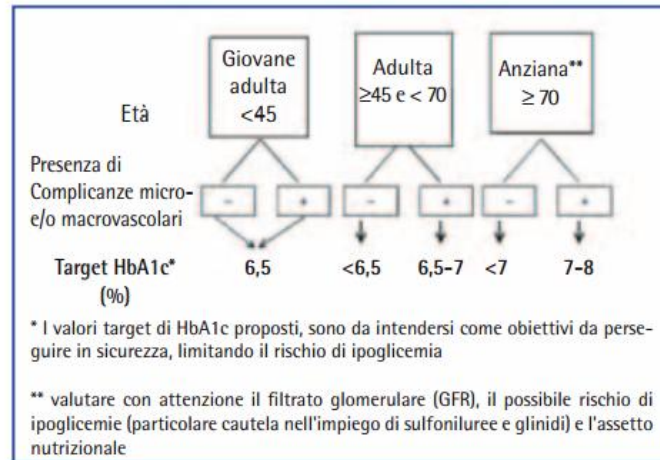 Giovane
adulta
<45
Adulta
≥45 e < 70
Anziana**
≥ 70
Età
Presenza di
Complicanze micro-
e/o macrovascolari
- + - + - +
Target HbA1c* 6,5 <6,5 6,5-7 <7 7-8
(%)
* I valori target di HbA1c proposti, sono da intendersi come obiettivi da perse-
guire in sicurezza, limitando il rischio di ipoglicemia
** valutare con attenzione il filtrato glomerulare (GFR), il possibile rischio di
ipoglicemie (particolare cautela nell'impiego di sulfoniluree e glinidi) e l'assetto
nutrizionale